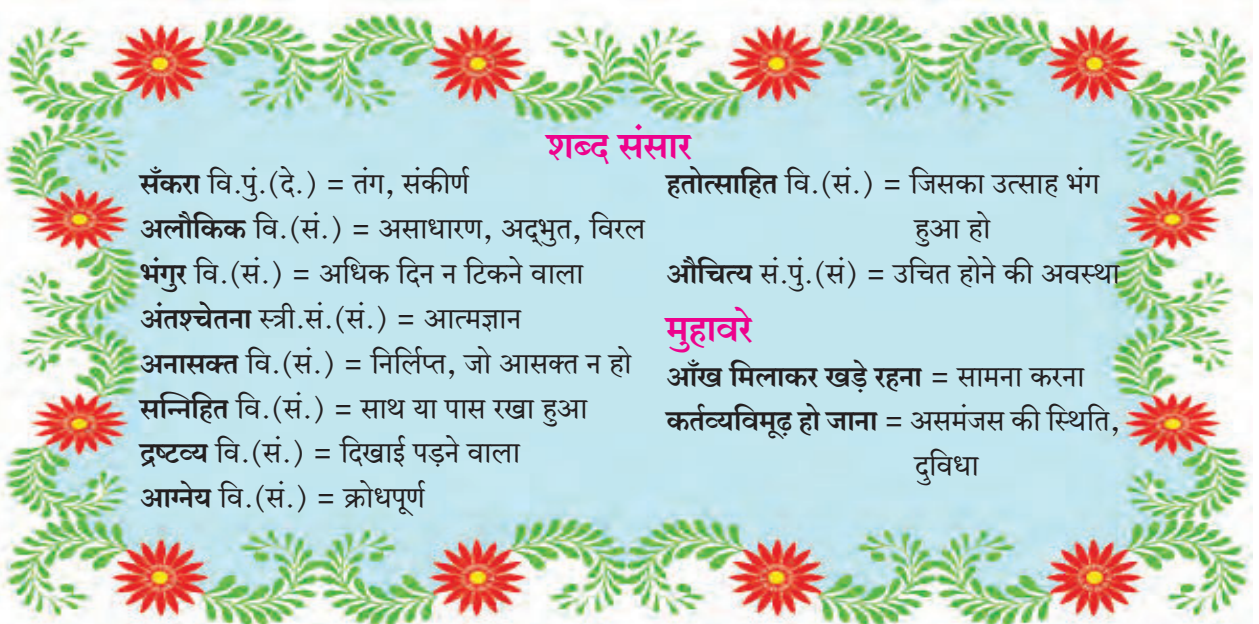 शब्द संसार
सँकरा वि.पुं.(दे.) = तंग, संकीर्ण
अलौकिक वि.(सं.) = असाधारण, अद्‍भुत, विरल
भंगुर वि.(सं.) = अधिक दिन न टिकने वाला
अंतश्चेतना स्त्री.सं.(सं.) = आत्मज्ञान
अनासक्त वि.(सं.) = निर्लिप्त, जो आसक्त न हो
सन्निहित वि.(सं.) = साथ या पास रखा हुआ
द्रष्टव्य वि.(सं.) = दिखाई पड़ने वाला
आग्नेय वि.(सं.) = क्रोधपूर्ण
हतोत्साहित वि.(सं.) = जिसका उत्साह भंग
हुआ हो
औचित्य सं.पुं.(सं) = उचित होने की अवस्था
मुहावरे
आँख मिलाकर खड़े रहना = सामना करना
कर्तव्यविमूढ़ हो जाना = असमंजस की स्थिति,
दुविधा